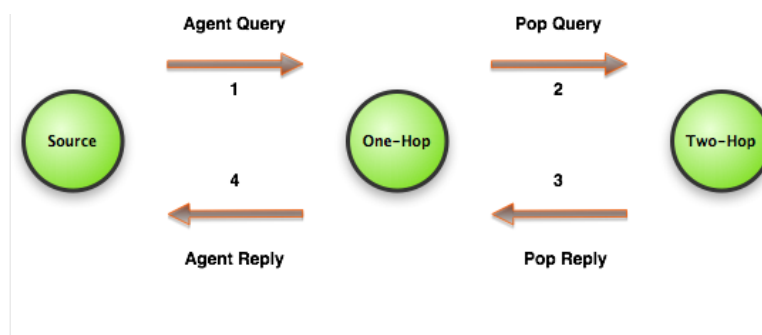 Agent Query
Pop Query
1
2
Source
One-Hop
Two-Hop
4
3
Agent Reply
Pop Reply